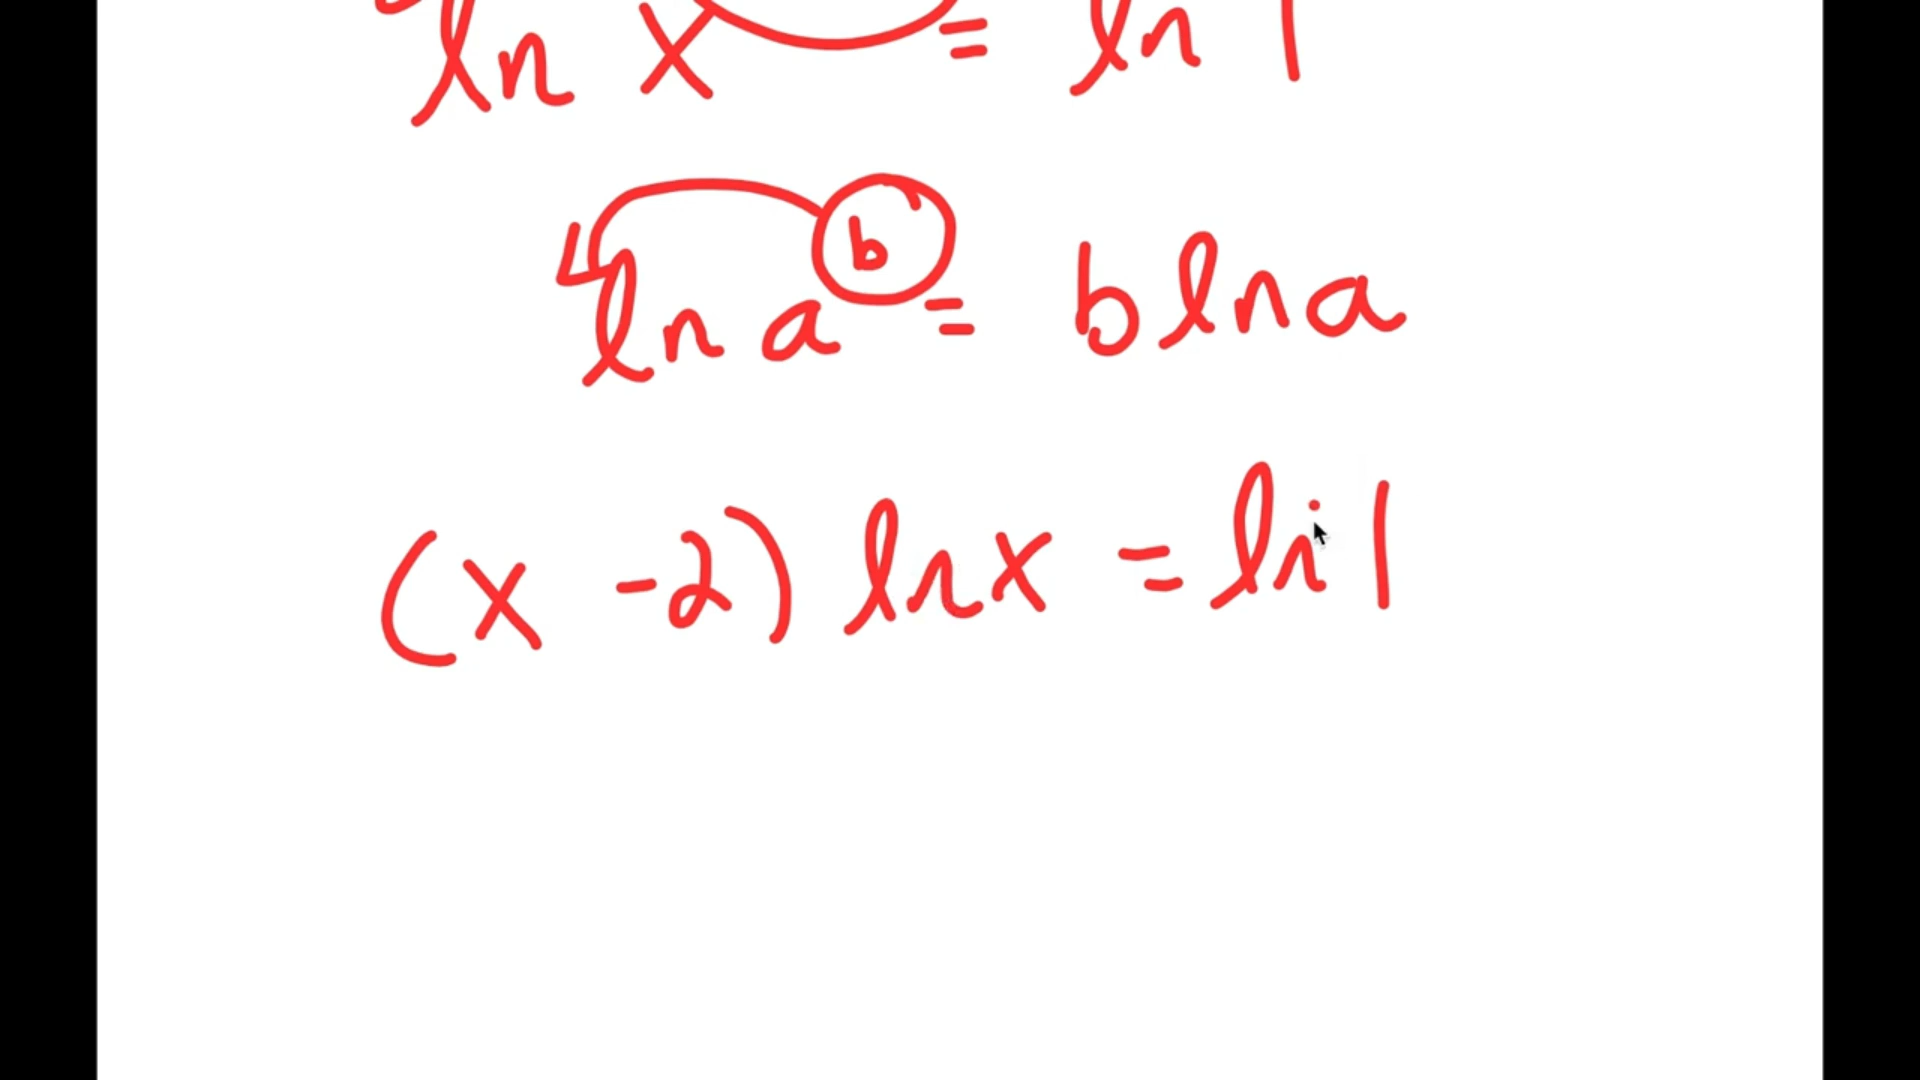 ln x = ln 1
ln a^b = b ln a
(x - 2) ln x = ln 1